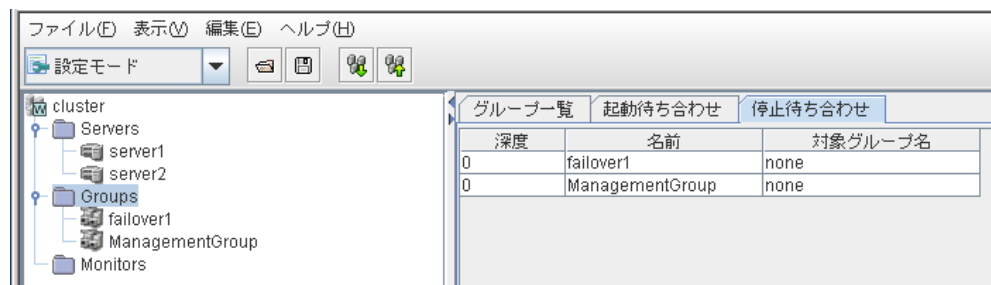 ファイル(F) 表示(V) 編集(E) ヘルプ(H)
設定モード
cluster
Servers
server1
server2
Groups
failover1
ManagementGroup
Monitors
グループ一覧 起動待ち合わせ 停止待ち合わせ
深度 名前 対象グループ名
0 failover1 none
0 ManagementGroup none